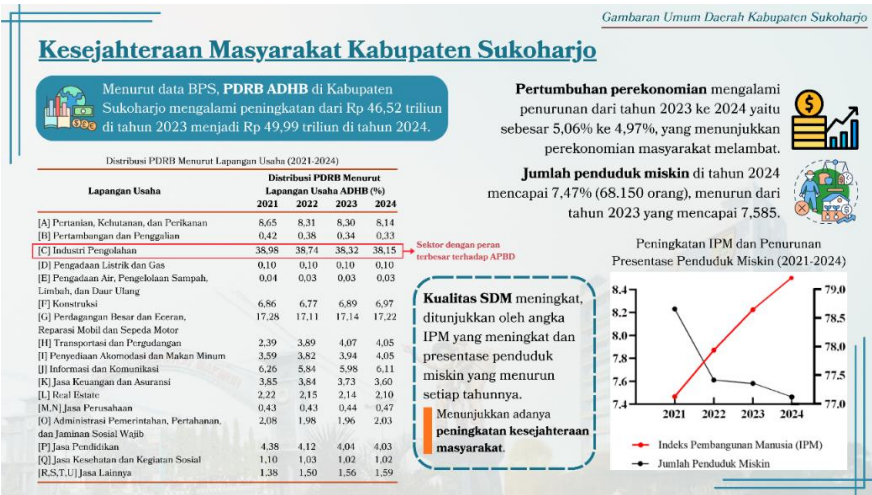 Gambaran Umum Daerah Kabupaten Sukoharjo
Kesejahteraan Masyarakat Kabupaten Sukoharjo
Menurut data BPS, PDRB ADHB di Kabupaten
Sukoharjo mengalami peningkatan dari Rp 46,52 triliun
di tahun 2023 menjadi Rp 49,99 triliun di tahun 2024.
Distribusi PDRB Menurut Lapangan Usaha (2021-2024)
Lapangan Usaha
Distribusi PDRB Menurut
Lapangan Usaha ADHB (%)
2021 2022 2023 2024
[A] Pertanian, Kehutanan, dan Perikanan 8,65 8,31 8,30 8,14
[B] Pertambangan dan Penggalian 0,42 0,38 0,34 0,33
[C] Industri Pengolahan 38,98 38,74 38,32 38,15
[D] Pengadaan Listrik dan Gas 0,10 0,10 0,10 0,10
[E] Pengadaan Air, Pengelolaan Sampah, 0,04 0,03 0,03 0,03
Limbah, dan Daur Ulang
[F] Konstruksi 6,86 6,77 6,89 6,97
[G] Perdagangan Besar dan Eceran, 17,28 17,11 17,14 17,22
Reparasi Mobil dan Sepeda Motor
[H] Transportasi dan Pergudangan 2,39 3,89 4,07 4,05
[I] Penyediaan Akomodasi dan Makan Minum 3,59 3,82 3,94 4,05
[J] Informasi dan Komunikasi 6,26 5,84 5,98 6,11
[K] Jasa Keuangan dan Asuransi 3,85 3,84 3,73 3,60
[L] Real Estate 2,22 2,15 2,14 2,10
[M,N] Jasa Perusahaan 0,43 0,43 0,44 0,47
[O] Administrasi Pemerintahan, Pertahanan, 2,08 1,98 1,96 2,03
dan Jaminan Sosial Wajib
[P] Jasa Pendidikan 4,38 4,12 4,04 4,03
[Q] Jasa Kesehatan dan Kegiatan Sosial 1,10 1,03 1,02 1,02
[R,S,T,U] Jasa Lainnya 1,38 1,50 1,56 1,59
Sektor dengan peran
terbesar terhadap APBD
Kualitas SDM meningkat,
ditunjukkan oleh angka
IPM yang meningkat dan
presentase penduduk
miskin yang menurun
setiap tahunnya.
Menunjukkan adanya
peningkatan kesejahteraan
masyarakat.
Pertumbuhan perekonomian mengalami
penurunan dari tahun 2023 ke 2024 yaitu
sebesar 5,06% ke 4,97%, yang menunjukkan
perekonomian masyarakat melambat.
Jumlah penduduk miskin di tahun 2024
mencapai 7,47% (68.150 orang), menurun dari
tahun 2023 yang mencapai 7,585.
Peningkatan IPM dan Penurunan
Presentase Penduduk Miskin (2021-2024)
8.4 79.0
8.2 78.5
8.0
78.0
7.8
7.6 77.5
7.4 77.0
2021 2022 2023 2024
Indeks Pembangunan Manusia (IPM)
Jumlah Penduduk Miskin